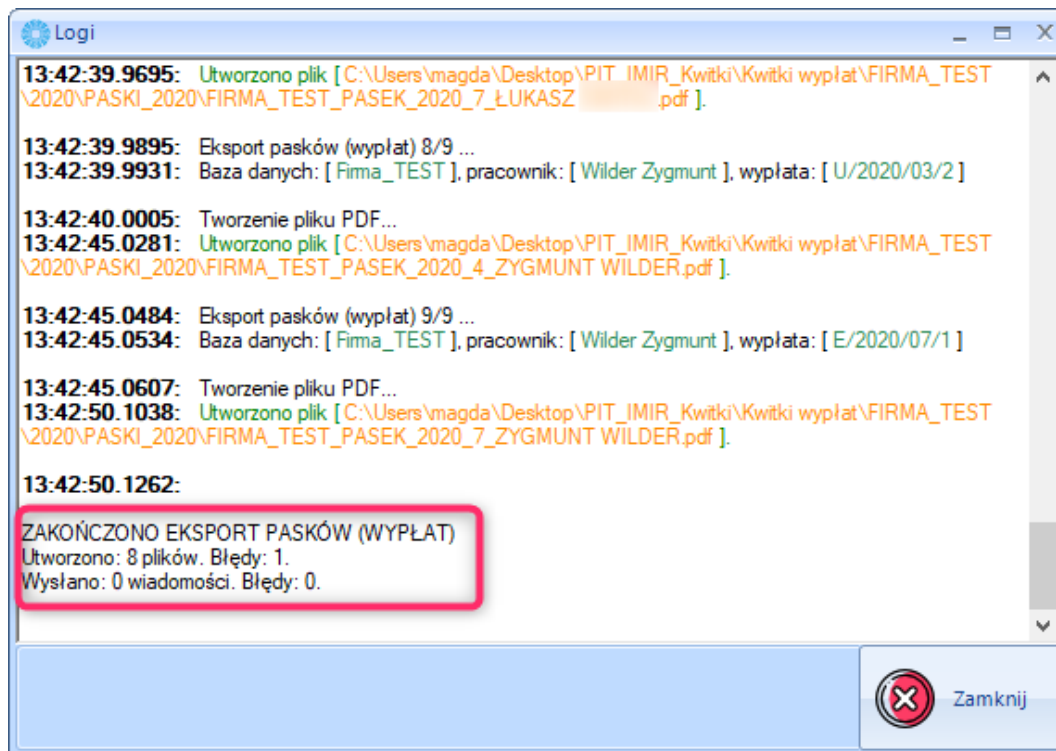 Logi
13:42:39.9695: Utworzono plik [ C:\Users\magda\Desktop\PIT_IMIR_Kwitki\Kwitki wypłat\FIRMA_TEST
\2020\PASKI_2020\FIRMA_TEST_PASEK_2020_7_ŁUKASZ .pdf ].
13:42:39.9895: Eksport pasków (wypłat) 8/9 ...
13:42:39.9931: Baza danych: [ Firma_TEST ], pracownik: [ Wilder Zygmunt ], wypłata: [ U/2020/03/2 ]
13:42:40.0005: Tworzenie pliku PDF...
13:42:45.0281: Utworzono plik [ C:\Users\magda\Desktop\PIT_IMIR_Kwitki\Kwitki wypłat\FIRMA_TEST
\2020\PASKI_2020\FIRMA_TEST_PASEK_2020_4_ZYGMUNT WILDER.pdf ].
13:42:45.0484: Eksport pasków (wypłat) 9/9 ...
13:42:45.0534: Baza danych: [ Firma_TEST ], pracownik: [ Wilder Zygmunt ], wypłata: [ E/2020/07/1 ]
13:42:45.0607: Tworzenie pliku PDF...
13:42:50.1038: Utworzono plik [ C:\Users\magda\Desktop\PIT_IMIR_Kwitki\Kwitki wypłat\FIRMA_TEST
\2020\PASKI_2020\FIRMA_TEST_PASEK_2020_7_ZYGMUNT WILDER.pdf ].
13:42:50.1262:
ZAKOŃCZONO EKSPORT PASKÓW (WYPŁAT)
Utworzono: 8 plików. Błędy: 1.
Wysłano: 0 wiadomości. Błędy: 0.
Zamknij